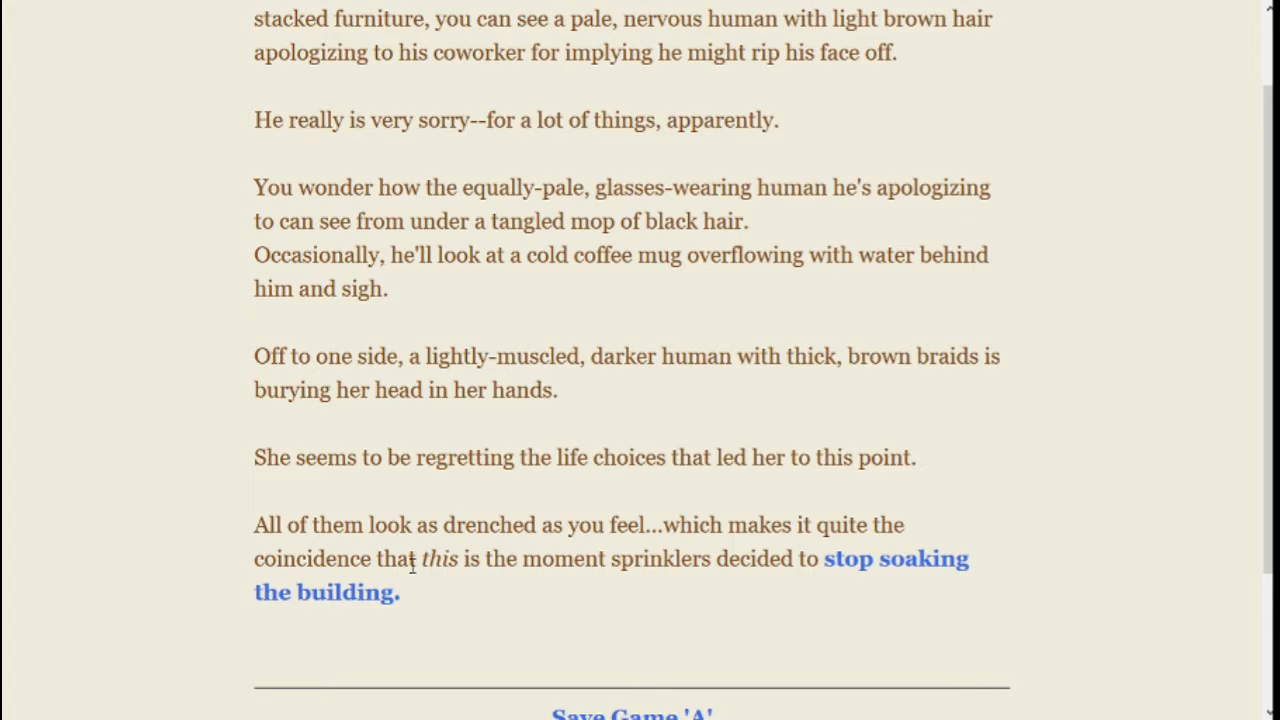 stacked furniture, you can see a pale, nervous human with light brown hair
apologizing to his coworker for implying he might rip his face off.
He really is very sorry--for a lot of things, apparently.
You wonder how the equally-pale, glasses-wearing human he's apologizing
to can see from under a tangled mop of black hair.
Occasionally, he'll look at a cold coffee mug overflowing with water behind
him and sigh.
Off to one side, a lightly-muscled, darker human with thick, brown braids is
burying her head in her hands.
She seems to be regretting the life choices that led her to this point.
All of them look as drenched as you feel...which makes it quite the
coincidence that this is the moment sprinklers decided to stop soaking
the building.
Save Game 'A'